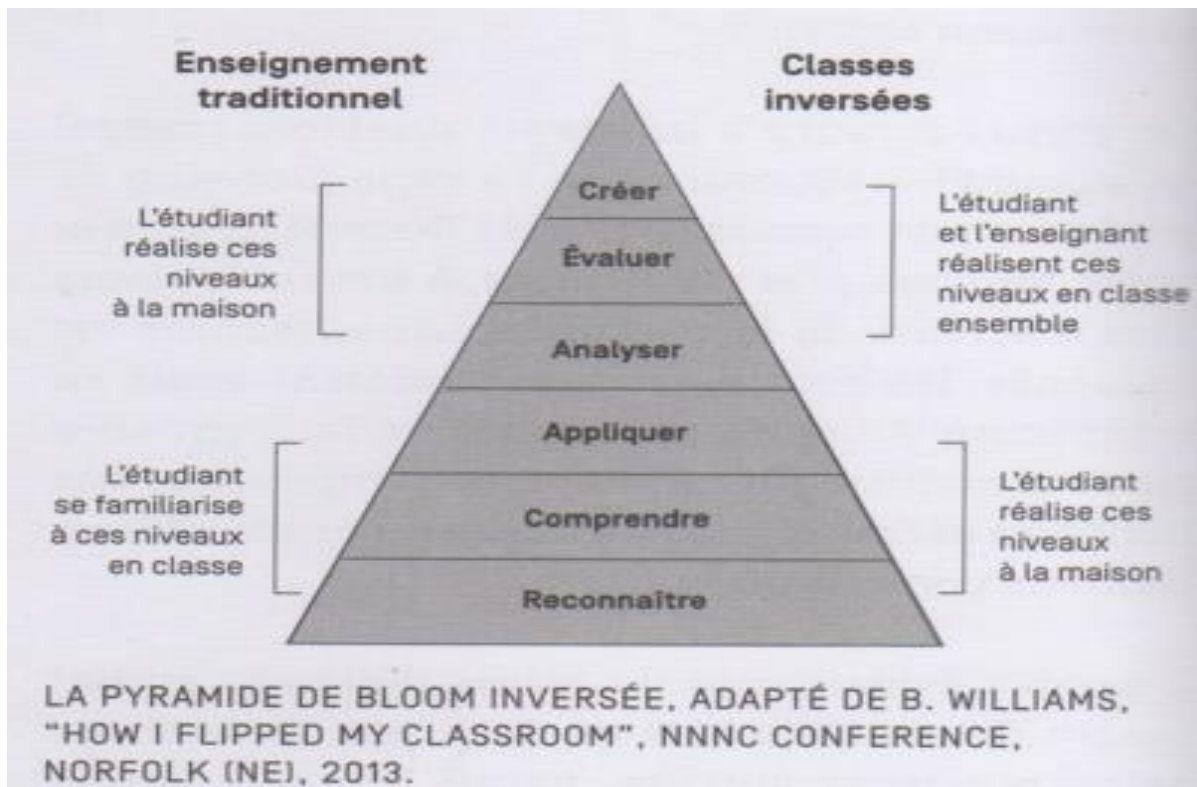 Enseignement
traditionnel
Classes
inversées
L'étudiant
réalise ces
niveaux
à la maison
L'étudiant
se familiarise
à ces niveaux
en classe
Créer
Évaluer
Analyser
Appliquer
Comprendre
Reconnaître
L'étudiant
et l'enseignant
réalisent ces
niveaux en classe
ensemble
L'étudiant
réalise ces
niveaux
à la maison
LA PYRAMIDE DE BLOOM INVERSÉE, ADAPTÉ DE B. WILLIAMS,
"HOW I FLIPPED MY CLASSROOM", NNNC CONFERENCE,
NORFOLK (NE), 2013.